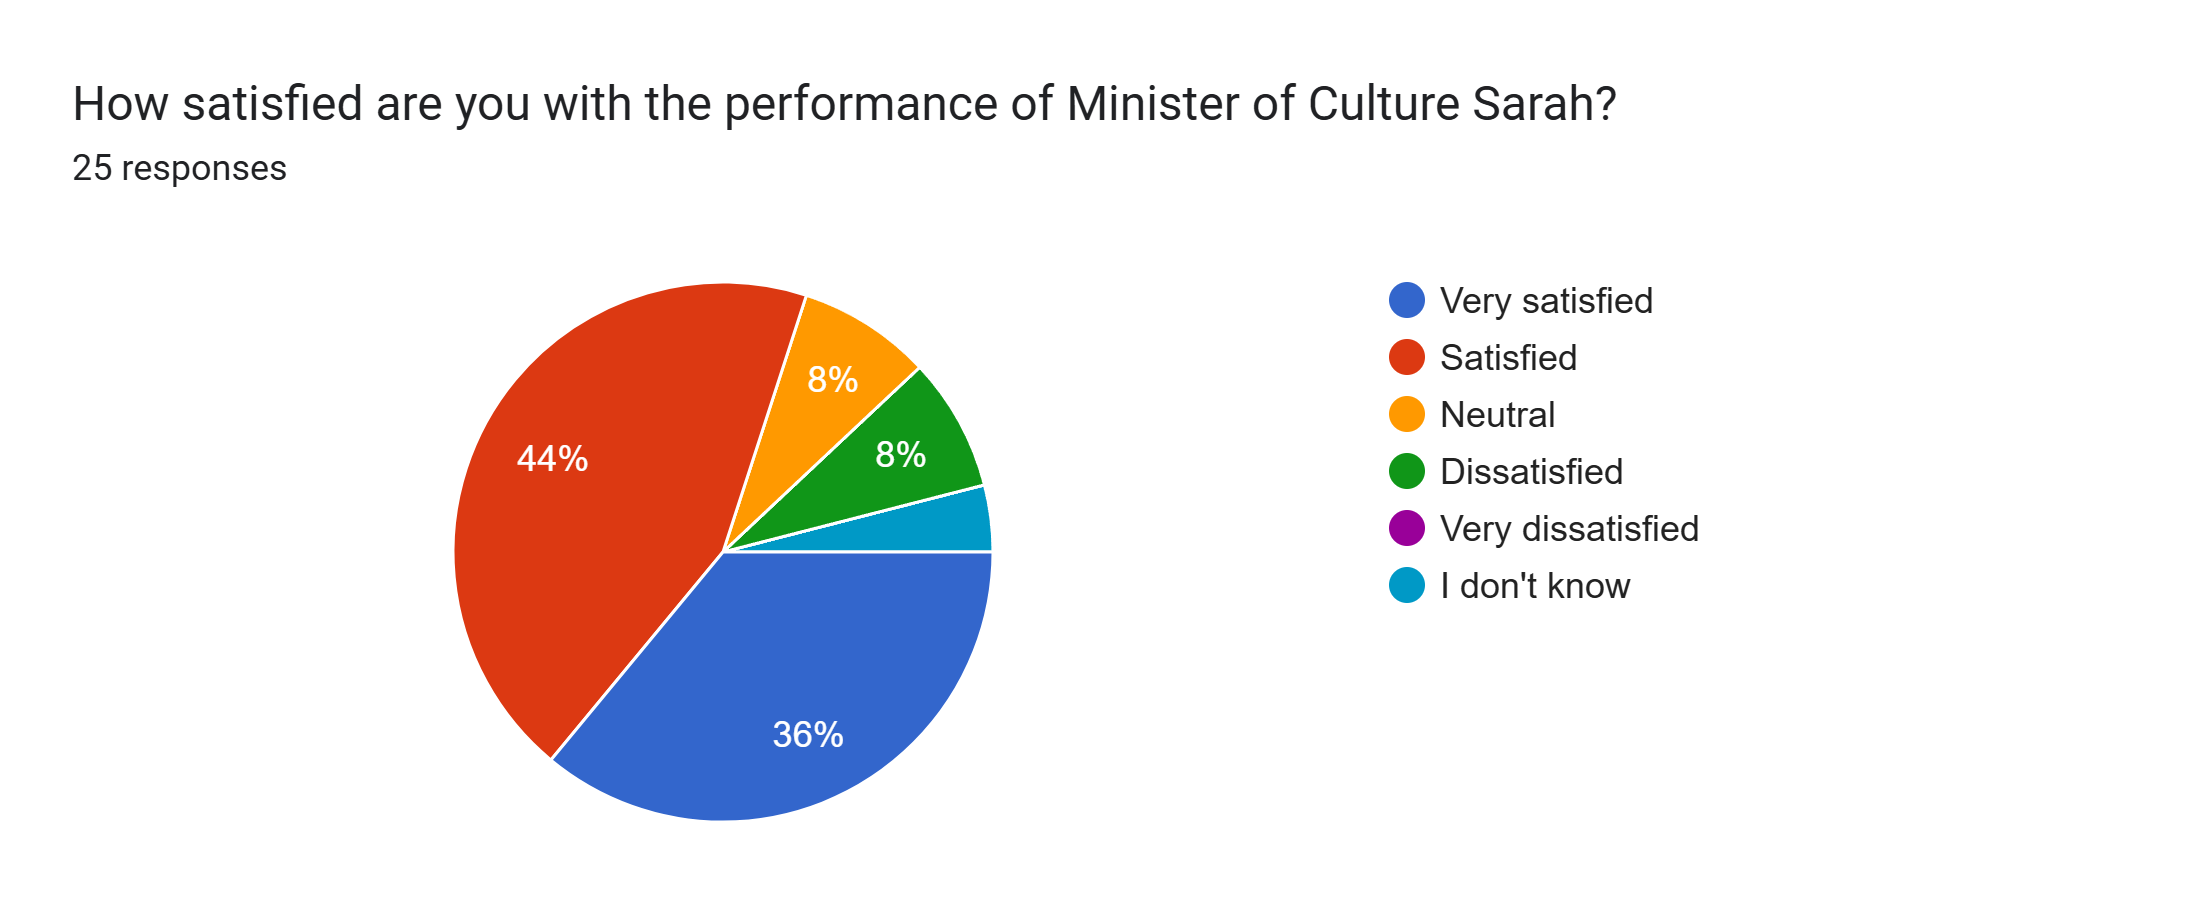 How satisfied are you with the performance of Minister of Culture Sarah?
25 responses
44%
8%
8%
36%
Very satisfied
Satisfied
Neutral
Dissatisfied
Very dissatisfied
I don't know